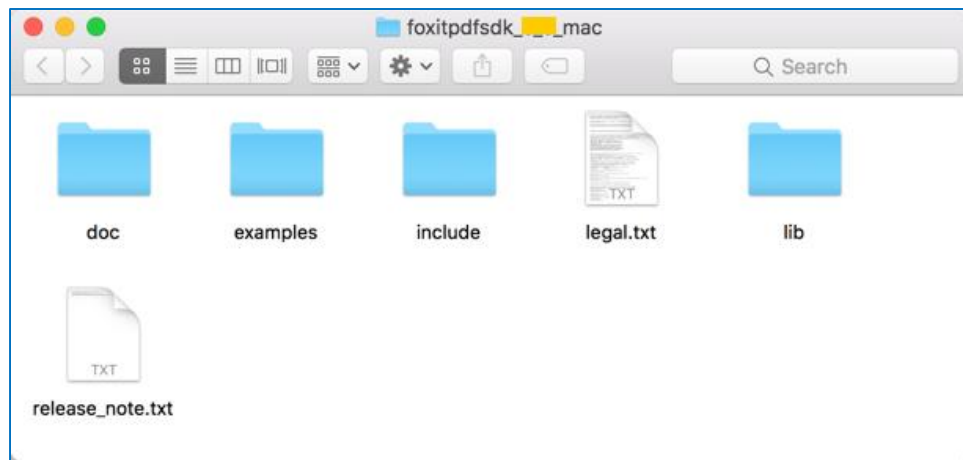 foxitpdfsdk_ _ _mac
Search
TXT
doc examples include legal.txt lib
TXT
release_note.txt